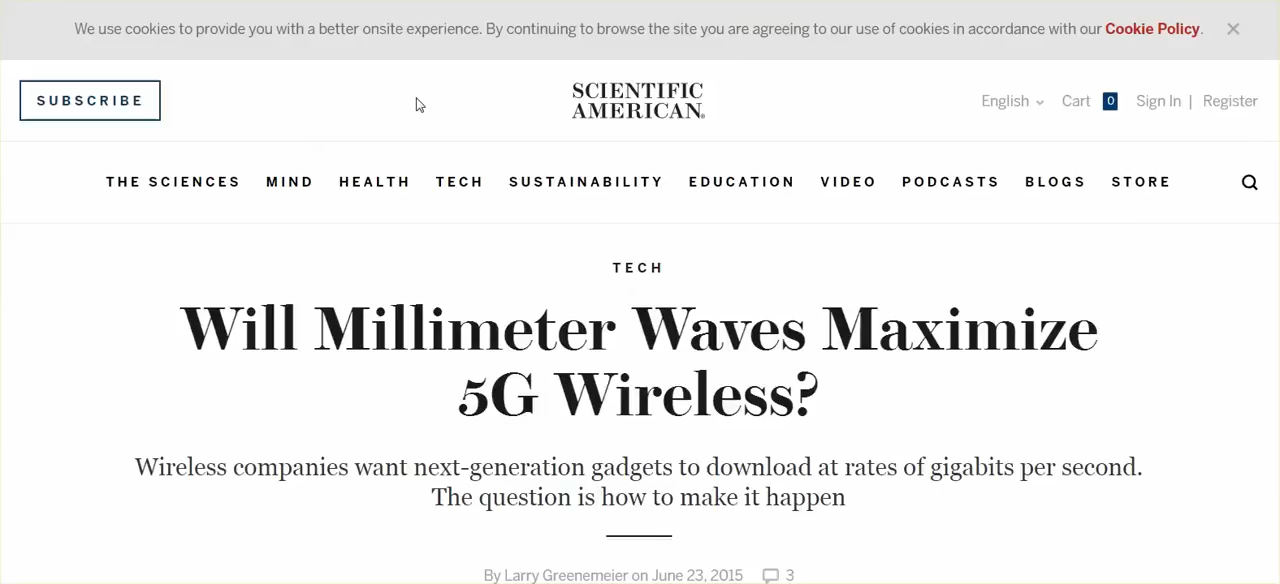 We use cookies to provide you with a better onsite experience. By continuing to browse the site you are agreeing to our use of cookies in accordance with our Cookie Policy.
SUBSCRIBE
SCIENTIFIC
AMERICAN®
English
Cart 0
Sign In | Register
THE SCIENCES MIND HEALTH TECH SUSTAINABILITY EDUCATION VIDEO PODCASTS BLOGS STORE
TECH
Will Millimeter Waves Maximize
5G Wireless?
Wireless companies want next-generation gadgets to download at rates of gigabits per second.
The question is how to make it happen
By Larry Greenemeier on June 23, 2015 3